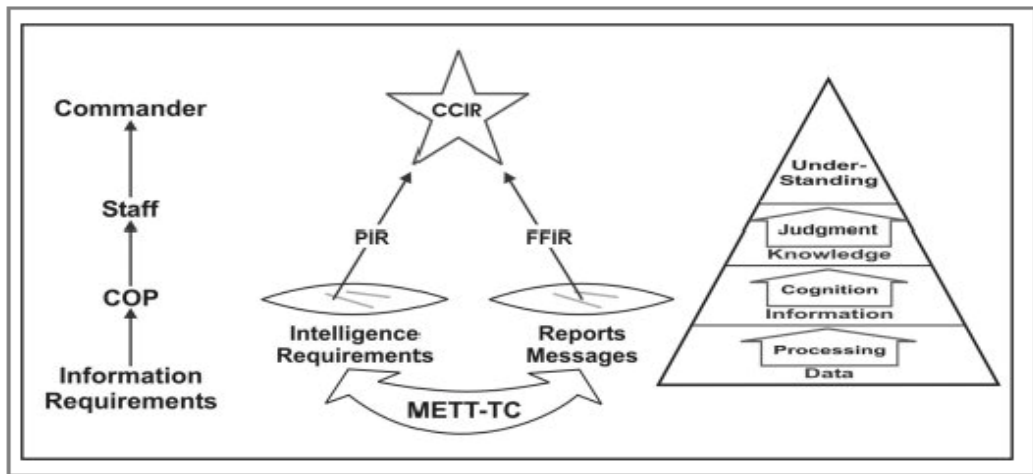 Commander
Staff
COP
Information
Requirements
CCIR
PIR
FFIR
Intelligence
Requirements
Reports
Messages
METT-TC
Under-
Standing
Judgment
Knowledge
Cognition
Information
Processing
Data